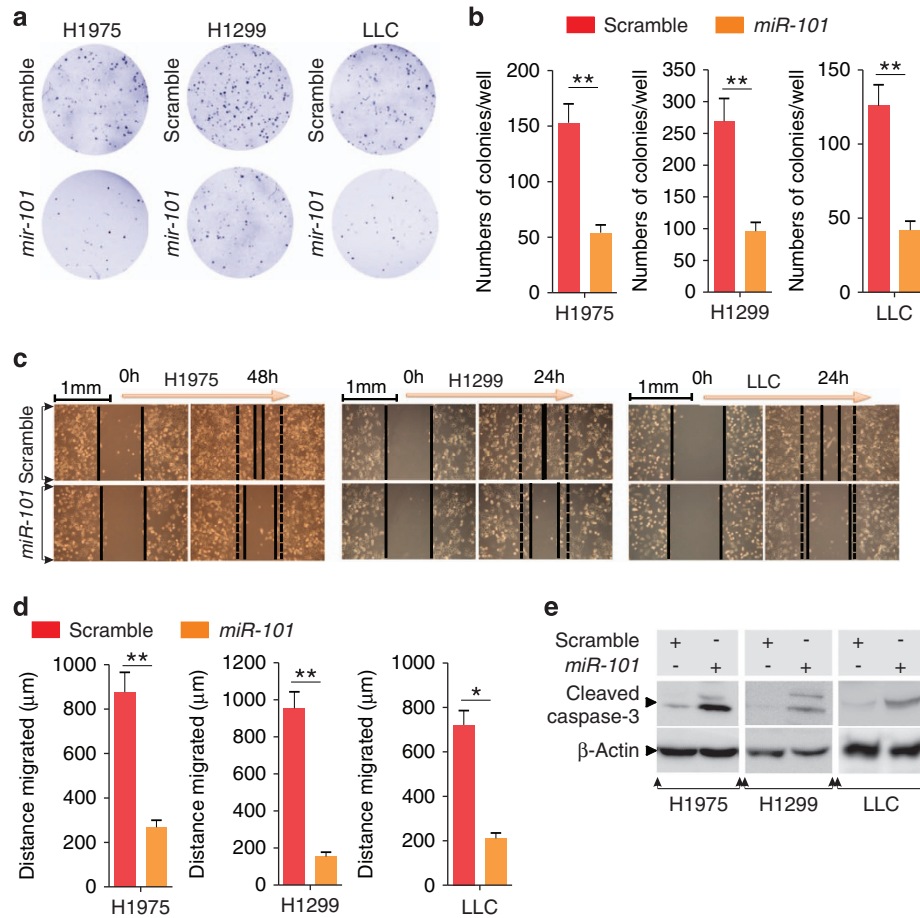 a
H1975 H1299 LLC
Scramble Scramble Scramble
mir-101 mir-101 mir-101
b
Scramble miR-101
Numbers of colonies/well
200
150
100
50
0
**
H1975
Numbers of colonies/well
350
300
250
200
150
100
50
0
**
H1299
Numbers of colonies/well
150
100
50
0
**
LLC
c
1mm 0h H1975 48h
1mm 0h H1299 24h
1mm 0h LLC 24h
Scramble
miR-101
d
Scramble miR-101
Distance migrated (μm)
1000
800
600
400
200
0
**
H1975
Distance migrated (μm)
1200
1000
800
600
400
200
0
**
H1299
Distance migrated (μm)
1000
800
600
400
200
0
*
LLC
e
Scramble + - + - + -
miR-101 - + - + - +
Cleaved
caspase-3
β-Actin
H1975 H1299 LLC